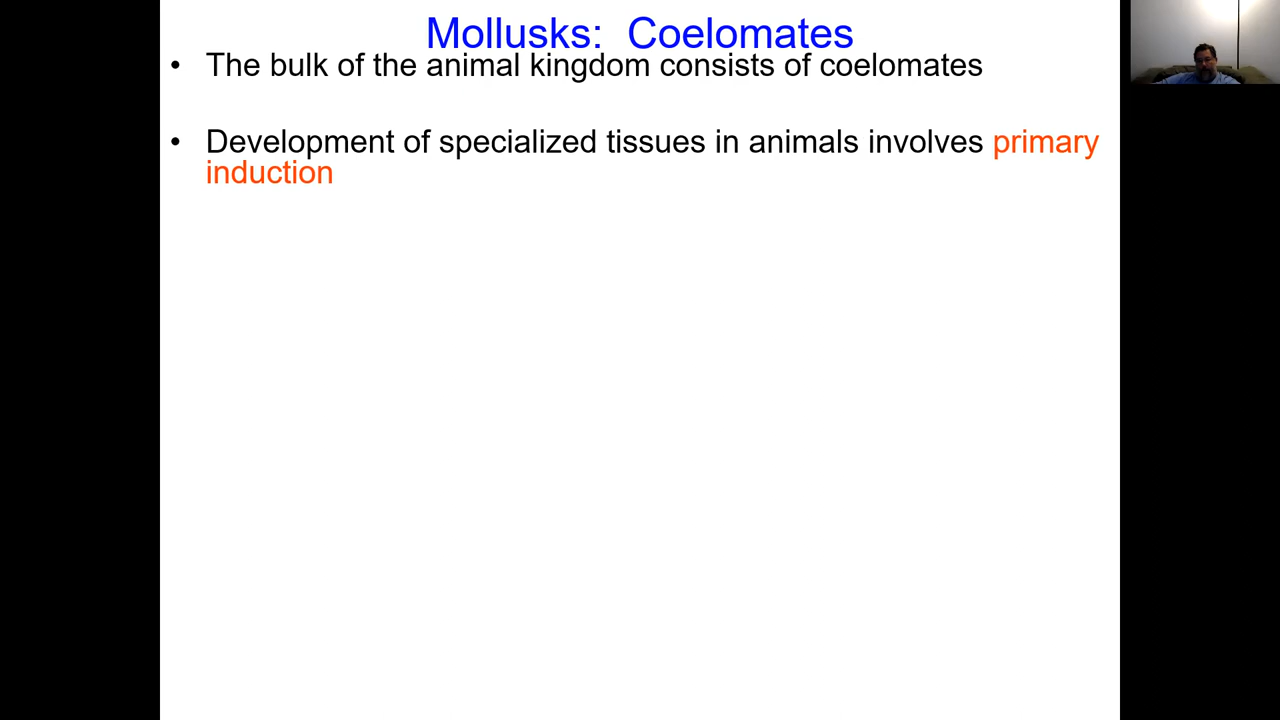 Mollusks: Coelomates
• The bulk of the animal kingdom consists of coelomates
• Development of specialized tissues in animals involves primary
induction